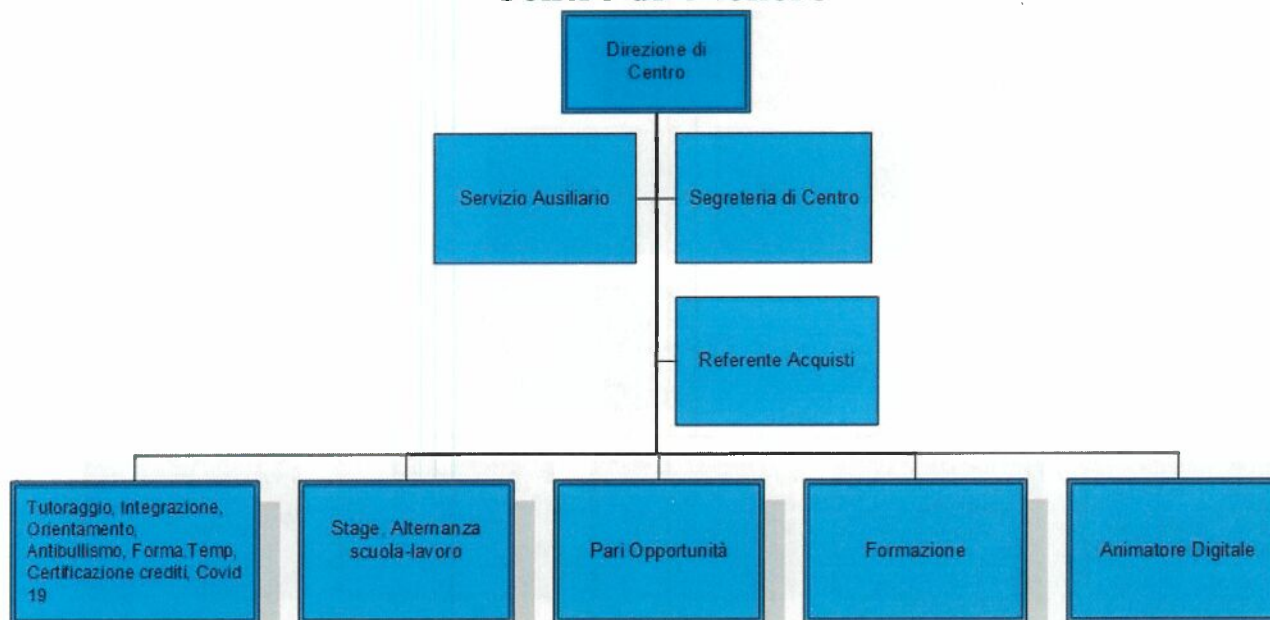 Direzione di
Centro
Servizio Ausiliario
Segreteria di Centro
Referente Acquisti
Tutoraggio, Integrazione,
Orientamento,
Antibullismo, Forma.Temp,
Certificazione crediti, Covid
19
Stage, Alternanza
scuola-lavoro
Pari Opportunità
Formazione
Animatore Digitale